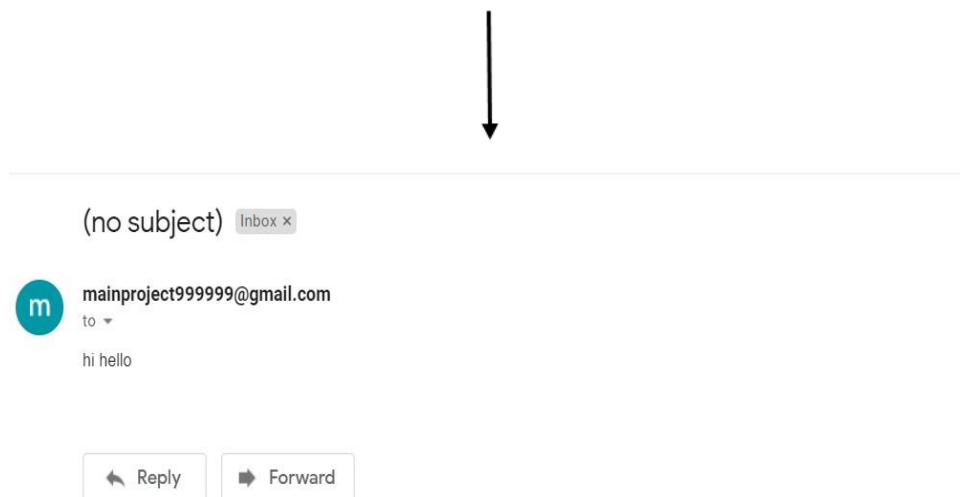 (no subject) Inbox ×
m
mainproject999999@gmail.com
to
hi hello
Reply Forward